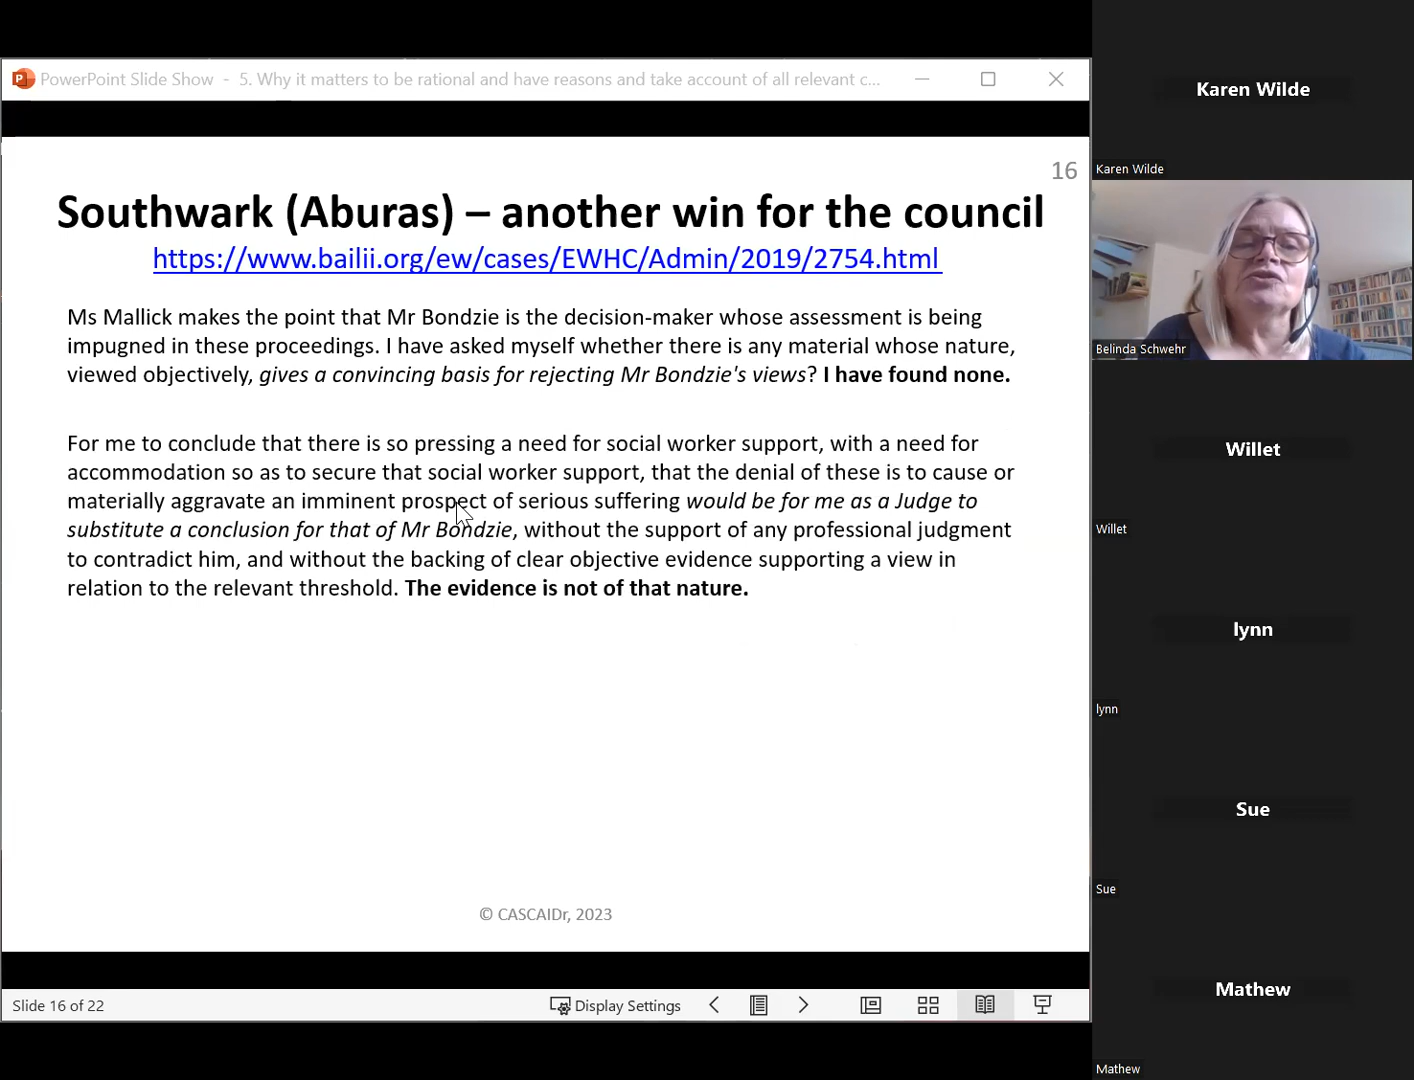 PowerPoint Slide Show - 5. Why it matters to be rational and have reasons and take account of all relevant c...
16
Southwark (Aburas) – another win for the council
https://www.bailii.org/ew/cases/EWHC/Admin/2019/2754.html
Ms Mallick makes the point that Mr Bondzie is the decision-maker whose assessment is being
impugned in these proceedings. I have asked myself whether there is any material whose nature,
viewed objectively, gives a convincing basis for rejecting Mr Bondzie's views? I have found none.
For me to conclude that there is so pressing a need for social worker support, with a need for
accommodation so as to secure that social worker support, that the denial of these is to cause or
materially aggravate an imminent prospect of serious suffering would be for me as a Judge to
substitute a conclusion for that of Mr Bondzie, without the support of any professional judgment
to contradict him, and without the backing of clear objective evidence supporting a view in
relation to the relevant threshold. The evidence is not of that nature.
© CASCAIDr, 2023
Slide 16 of 22
Display Settings
Karen Wilde
Karen Wilde
Belinda Schwehr
Willet
Willet
lynn
lynn
Sue
Sue
Mathew
Mathew